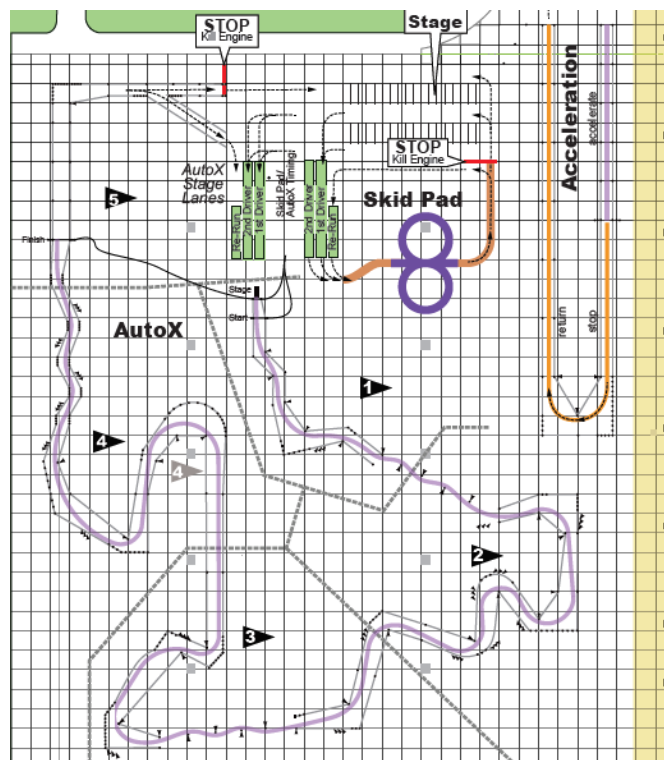 STOP
Kill Engine
Stage
Acceleration
accelerate
STOP
Kill Engine
AutoX
Stage
Lanes
Re-Run
2nd Driver
1st Driver
Skid Pad/
AutoX Timing
2nd Driver
1st Driver
Re-Run
Skid Pad
5
Finish
Stage
Start
AutoX
return
stop
1
4
4
2
3